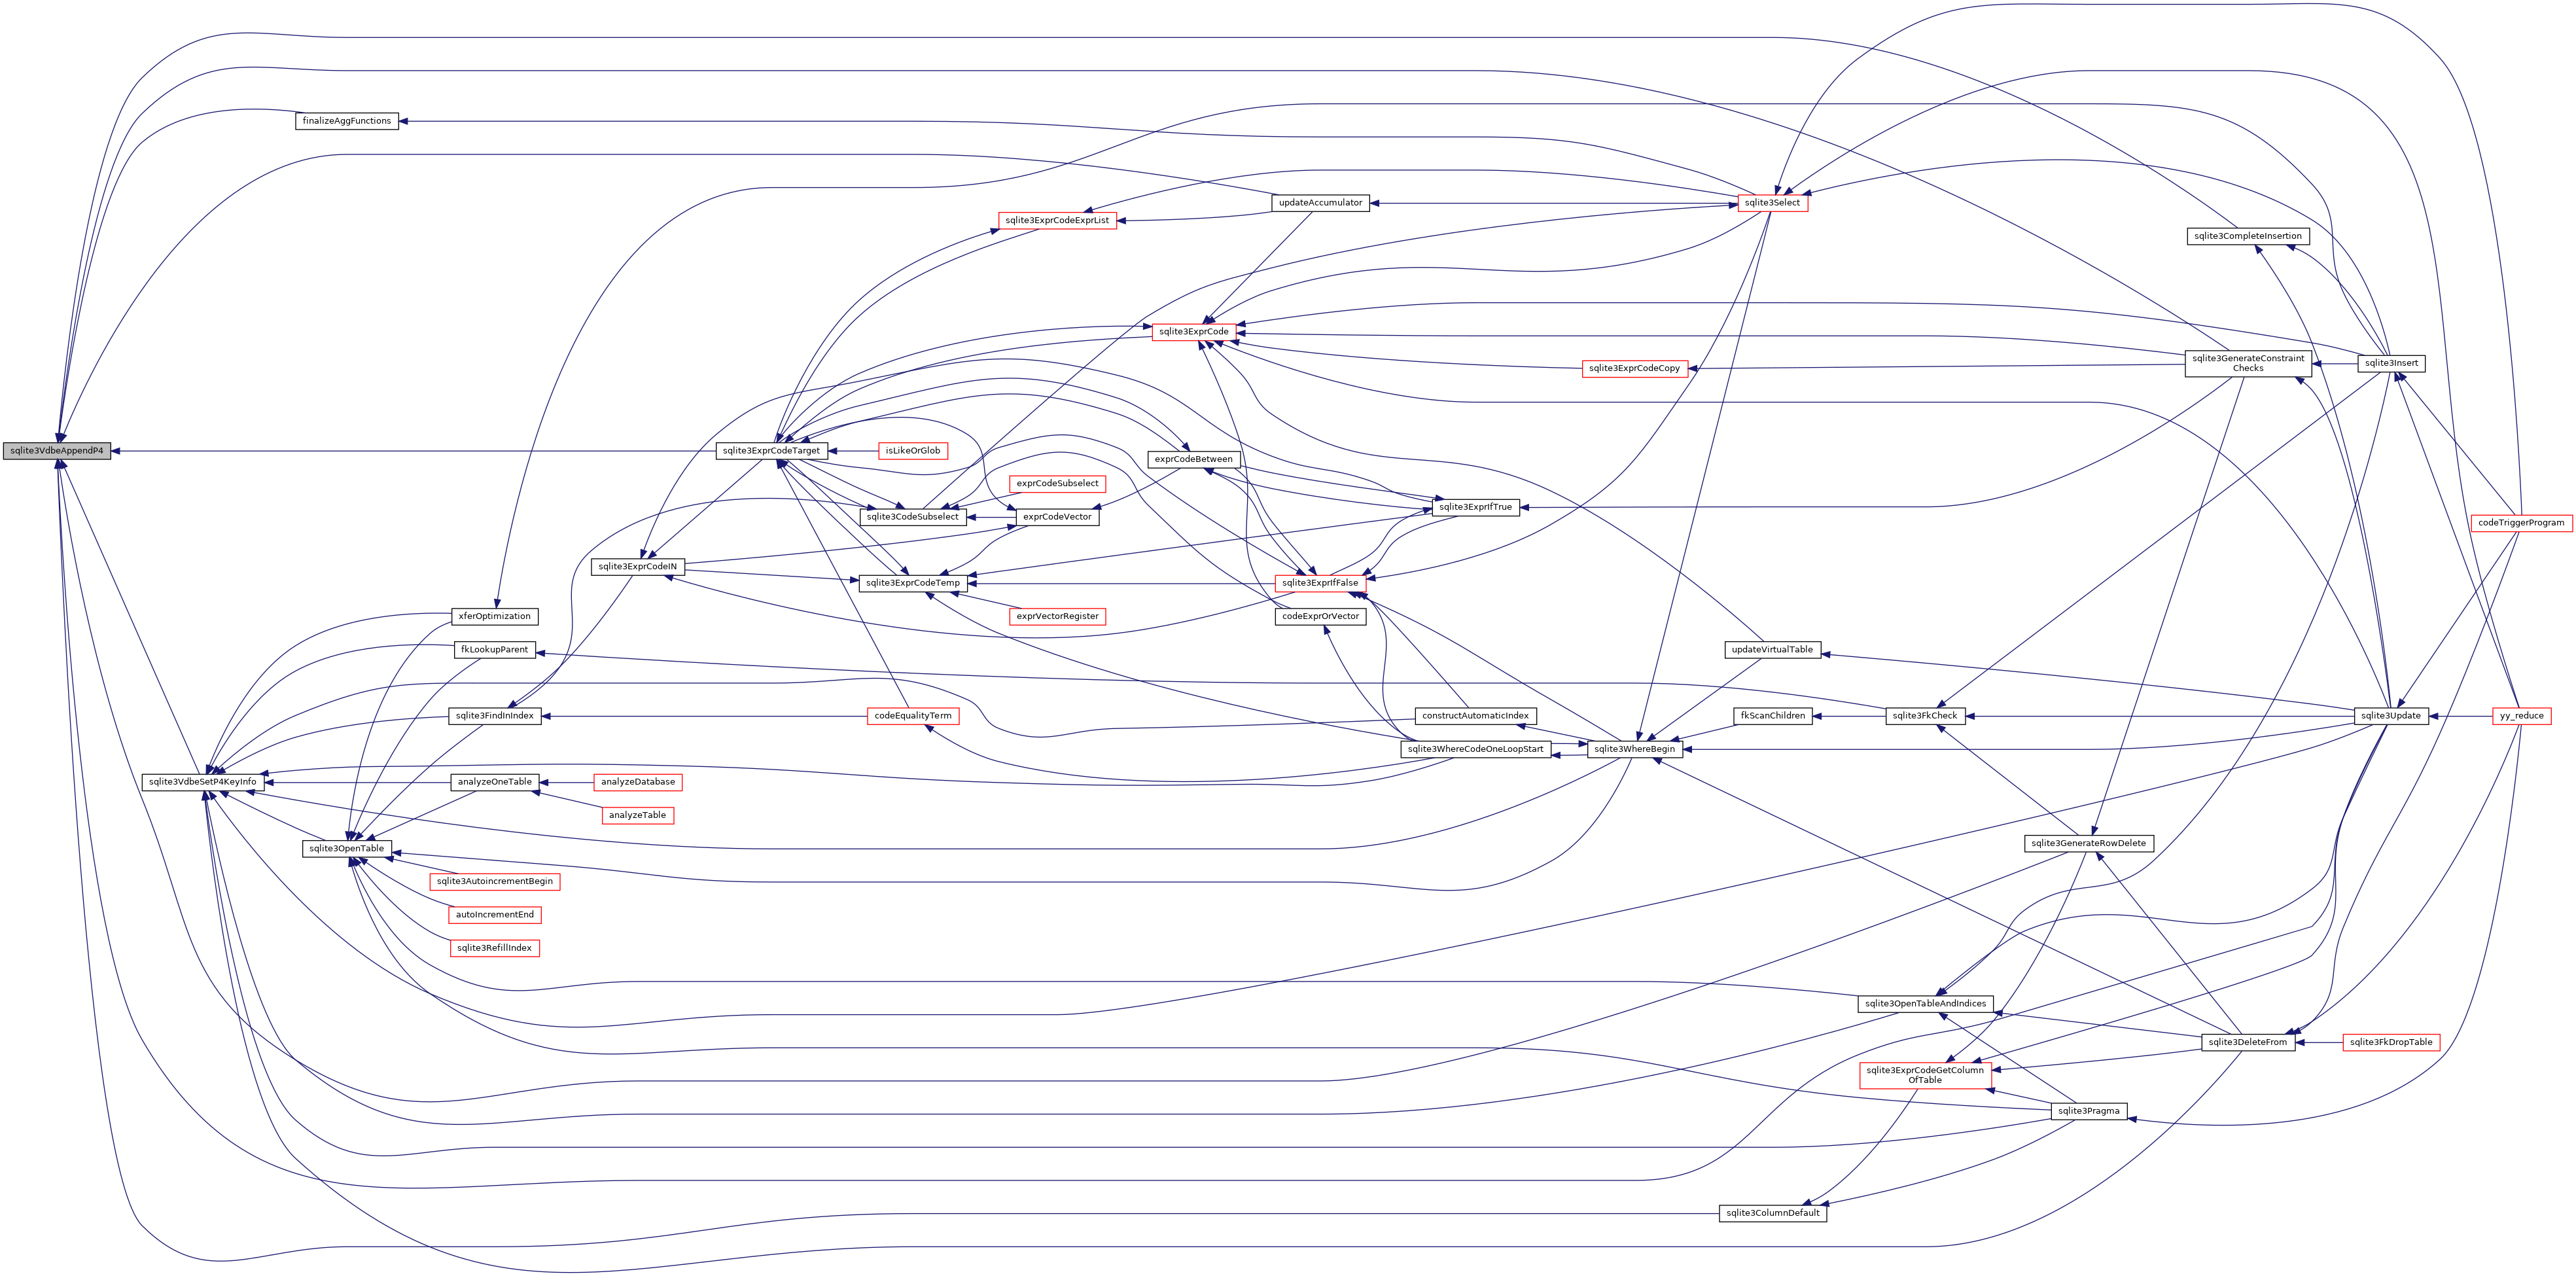 finalizeAggFunctions
updateAccumulator
sqlite3Select
sqlite3ExprCodeExprList
sqlite3CompleteInsertion
sqlite3ExprCode
sqlite3GenerateConstraint
Checks
sqlite3Insert
sqlite3ExprCodeCopy
sqlite3VdbeAppendP4
sqlite3ExprCodeTarget
isLikeOrGlob
exprCodeBetween
exprCodeSubselect
sqlite3ExprIfTrue
sqlite3CodeSubselect
exprCodeVector
codeTriggerProgram
sqlite3ExprCodeIN
sqlite3ExprCodeTemp
sqlite3ExprIfFalse
xferOptimization
exprVectorRegister
codeExprOrVector
fkLookupParent
updateVirtualTable
sqlite3FindInIndex
codeEqualityTerm
constructAutomaticIndex
fkScanChildren
sqlite3FkCheck
sqlite3Update
yy_reduce
sqlite3WhereCodeOneLoopStart
sqlite3WhereBegin
sqlite3VdbeSetP4KeyInfo
analyzeOneTable
analyzeDatabase
analyzeTable
sqlite3OpenTable
sqlite3GenerateRowDelete
sqlite3AutoincrementBegin
autoIncrementEnd
sqlite3RefillIndex
sqlite3OpenTableAndIndices
sqlite3DeleteFrom
sqlite3FkDropTable
sqlite3ExprCodeGetColumn
OfTable
sqlite3Pragma
sqlite3ColumnDefault